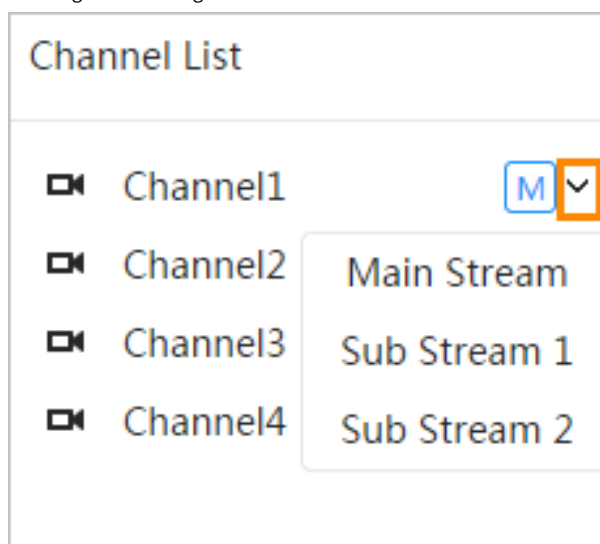 Channel List
Channel1 M
Channel2 Main Stream
Channel3 Sub Stream 1
Channel4 Sub Stream 2